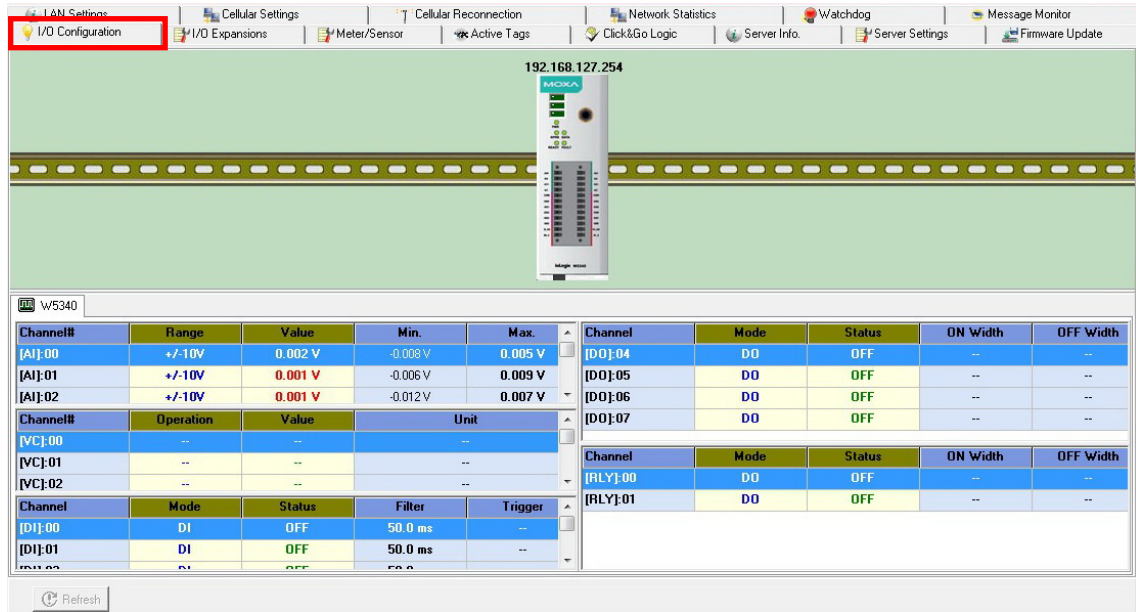 LAN Settings Cellular Settings Cellular Reconnection Network Statistics Watchdog Message Monitor
I/O Configuration I/O Expansions Meter/Sensor Active Tags Click&Go Logic Server Info. Server Settings Firmware Update
192.168.127.254
MOXA
W5340
Channel# Range Value Min. Max.
[AI]:00 +/-10V 0.002 V -0.008 V 0.005 V
[AI]:01 +/-10V 0.001 V -0.006 V 0.009 V
[AI]:02 +/-10V 0.001 V -0.012 V 0.007 V
Channel# Operation Value Unit
[VC]:00 -- -- --
[VC]:01 -- -- --
[VC]:02 -- -- --
Channel Mode Status Filter Trigger
[DI]:00 DI OFF 50.0 ms --
[DI]:01 DI OFF 50.0 ms --
Channel Mode Status ON Width OFF Width
[DO]:04 DO OFF -- --
[DO]:05 DO OFF -- --
[DO]:06 DO OFF -- --
[DO]:07 DO OFF -- --
Channel Mode Status ON Width OFF Width
[RLY]:00 DO OFF -- --
[RLY]:01 DO OFF -- --
Refresh